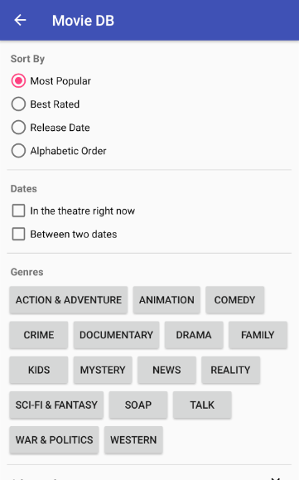 Movie DB
Sort By
Most Popular
Best Rated
Release Date
Alphabetic Order
Dates
In the theatre right now
Between two dates
Genres
ACTION & ADVENTURE ANIMATION COMEDY
CRIME DOCUMENTARY DRAMA FAMILY
KIDS MYSTERY NEWS REALITY
SCI-FI & FANTASY SOAP TALK
WAR & POLITICS WESTERN